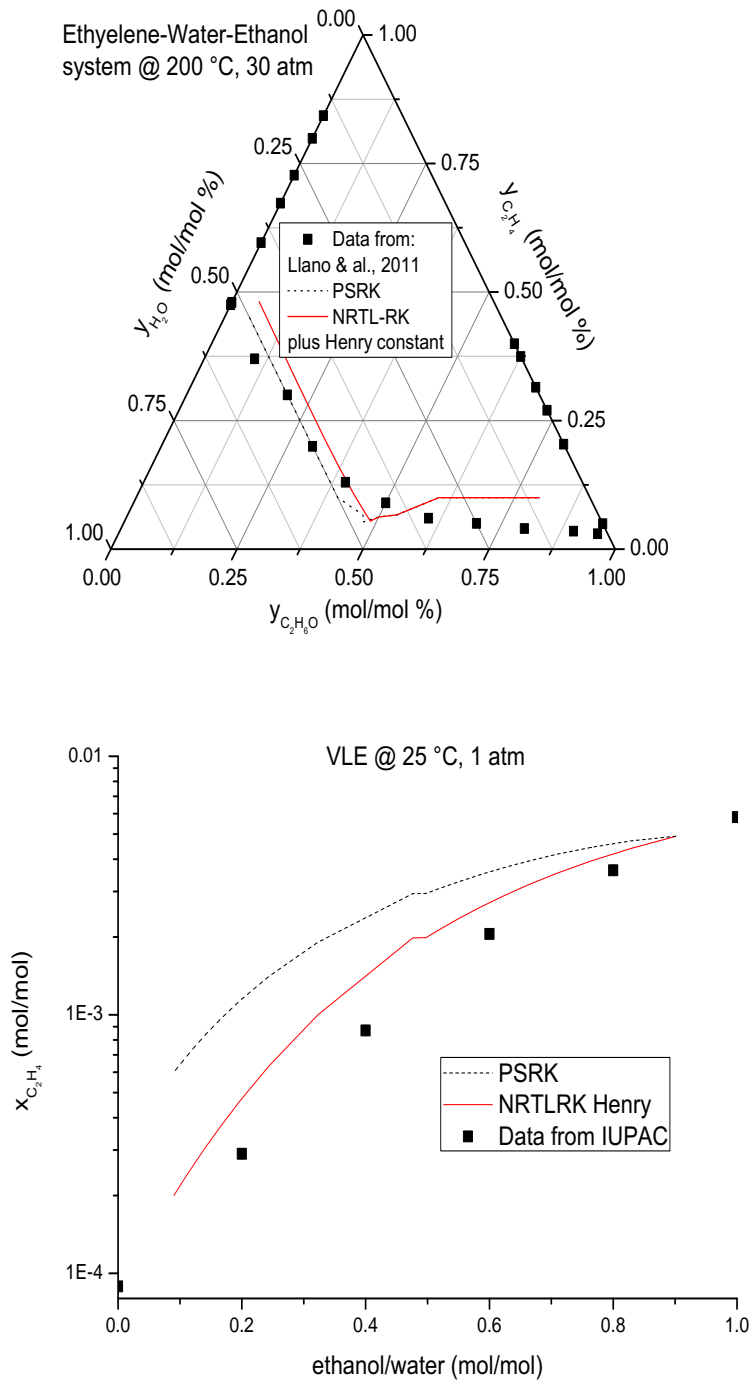 Ethyelene-Water-Ethanol
system @ 200 °C, 30 atm
0.00
1.00
0.25
0.75
y_H2O (mol/mol %)
y_C2H4 (mol/mol %)
Data from:
Llano & al., 2011
PSRK
NRTL-RK
plus Henry constant
0.50
0.50
0.75
0.25
1.00
0.00
0.00
0.25
0.50
0.75
1.00
y_C2H6O (mol/mol %)
VLE @ 25 °C, 1 atm
0.01
1E-3
1E-4
x_C2H4 (mol/mol)
PSRK
NRTLRK Henry
Data from IUPAC
0.0
0.2
0.4
0.6
0.8
1.0
ethanol/water (mol/mol)